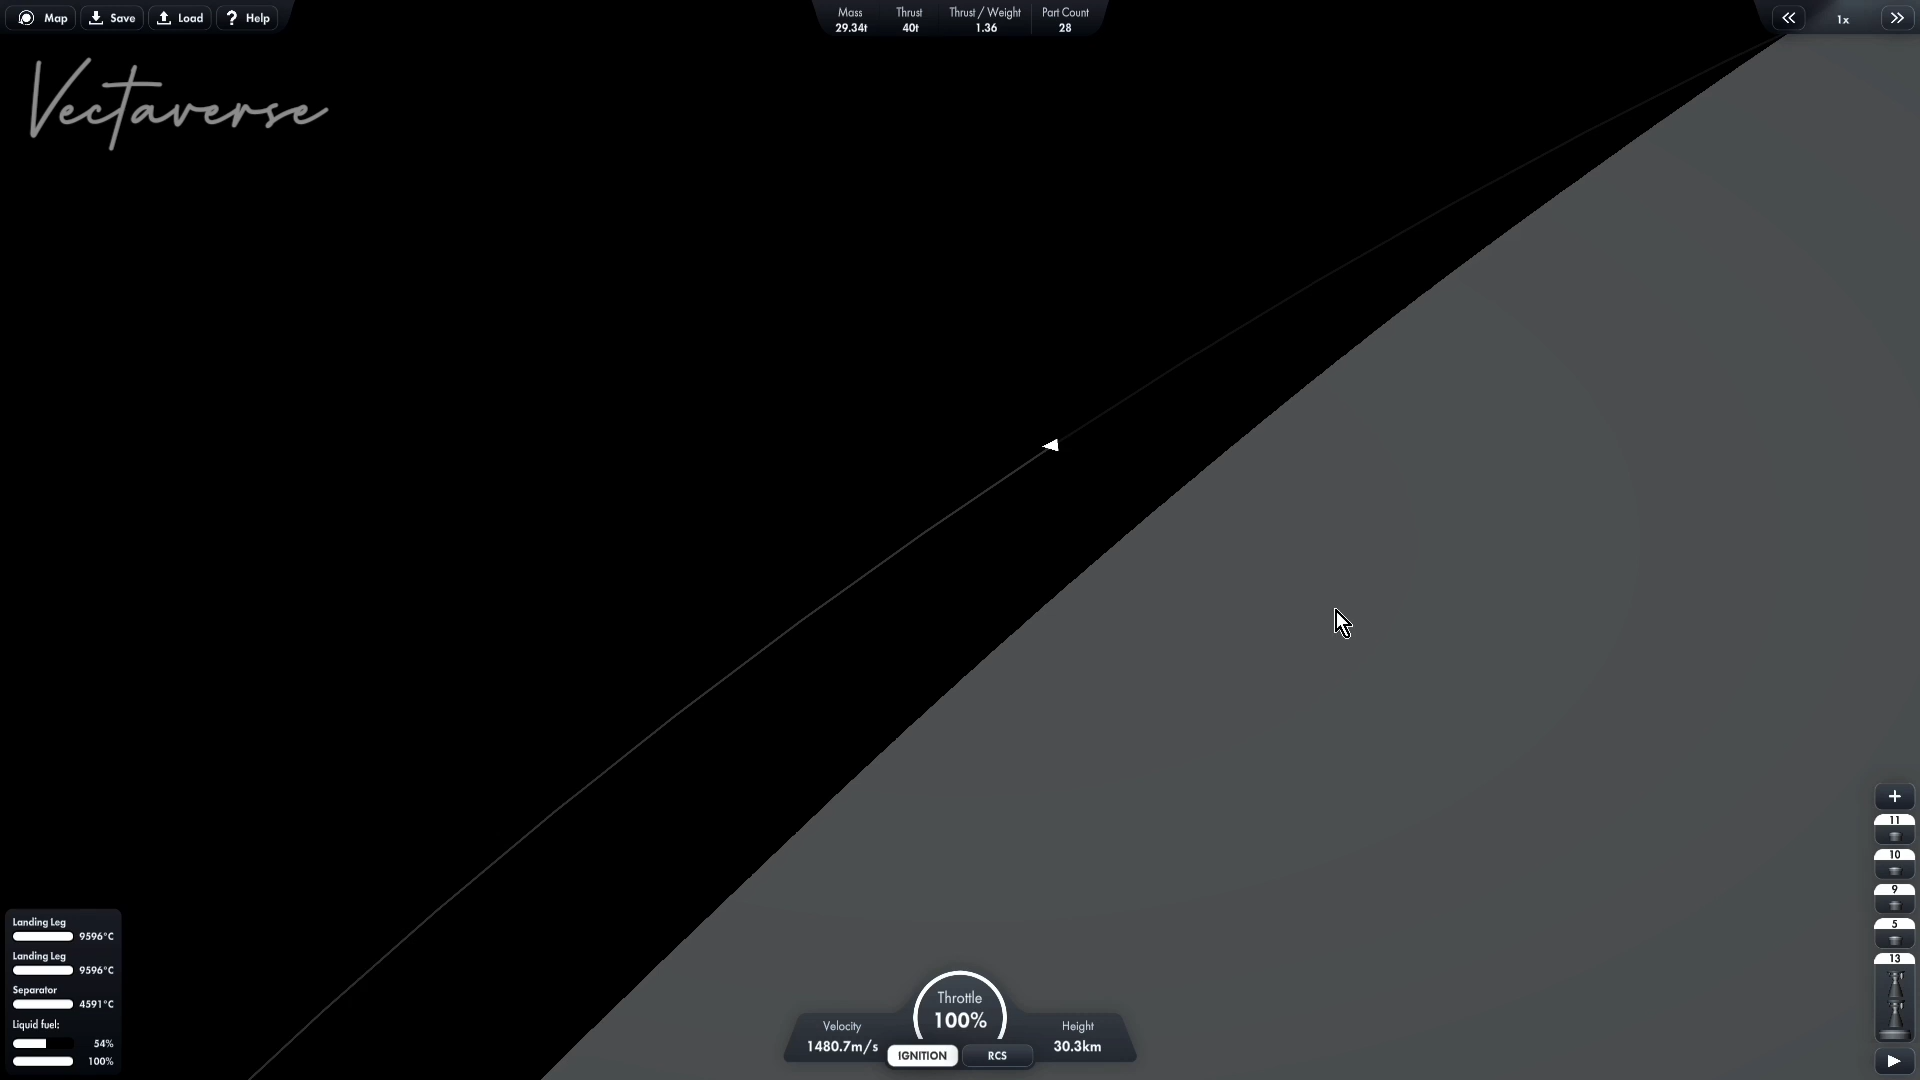 Map Save Load Help
Mass Thrust Thrust / Weight Part Count
29.34t 40t 1.36 28
1x
Vectaverse
11
10
9
5
13
Landing Leg
9596°C
Landing Leg
9596°C
Separator
4591°C
Liquid fuel:
54%
100%
Throttle
100%
Velocity
1480.7m/s
IGNITION RCS
Height
30.3km